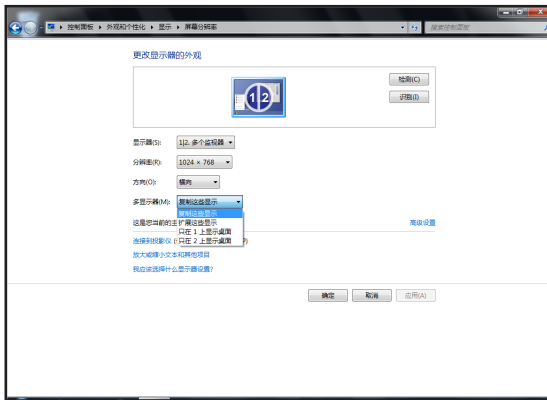 控制面板 ▸ 外观和个性化 ▸ 显示 ▸ 屏幕分辨率
搜索控制面板
更改显示器的外观
1|2
检测(C)
识别(I)
显示器(S): 1|2. 多个监视器
分辨率(R): 1024 × 768
方向(O): 横向
多显示器(M): 复制这些显示
复制这些显示
这是您当前的主 扩展这些显示
高级设置
只在 1 上显示桌面
连接到投影仪 ( 只在 2 上显示桌面 P)
放大或缩小文本和其他项目
我应该选择什么显示器设置?
确定 取消 应用(A)